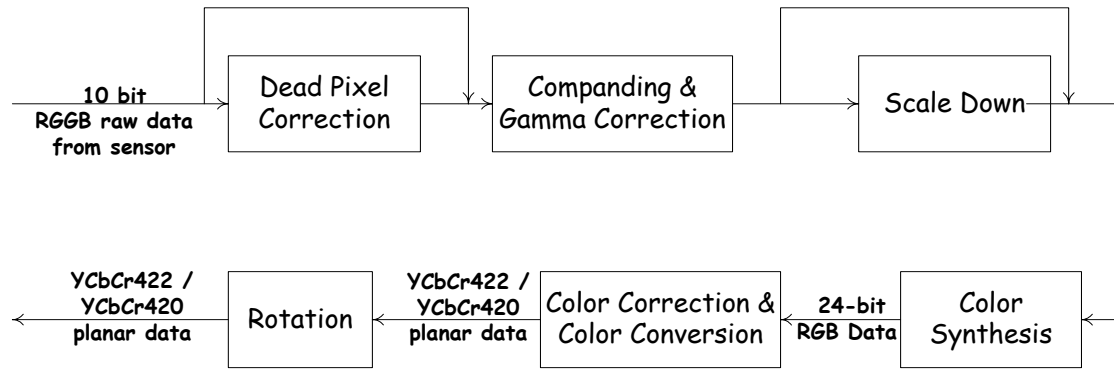 10 bit
RGGB raw data
from sensor
Dead Pixel
Correction
Companding &
Gamma Correction
Scale Down
YCbCr422 /
YCbCr420
planar data
Rotation
YCbCr422 /
YCbCr420
planar data
Color Correction &
Color Conversion
24-bit
RGB Data
Color
Synthesis